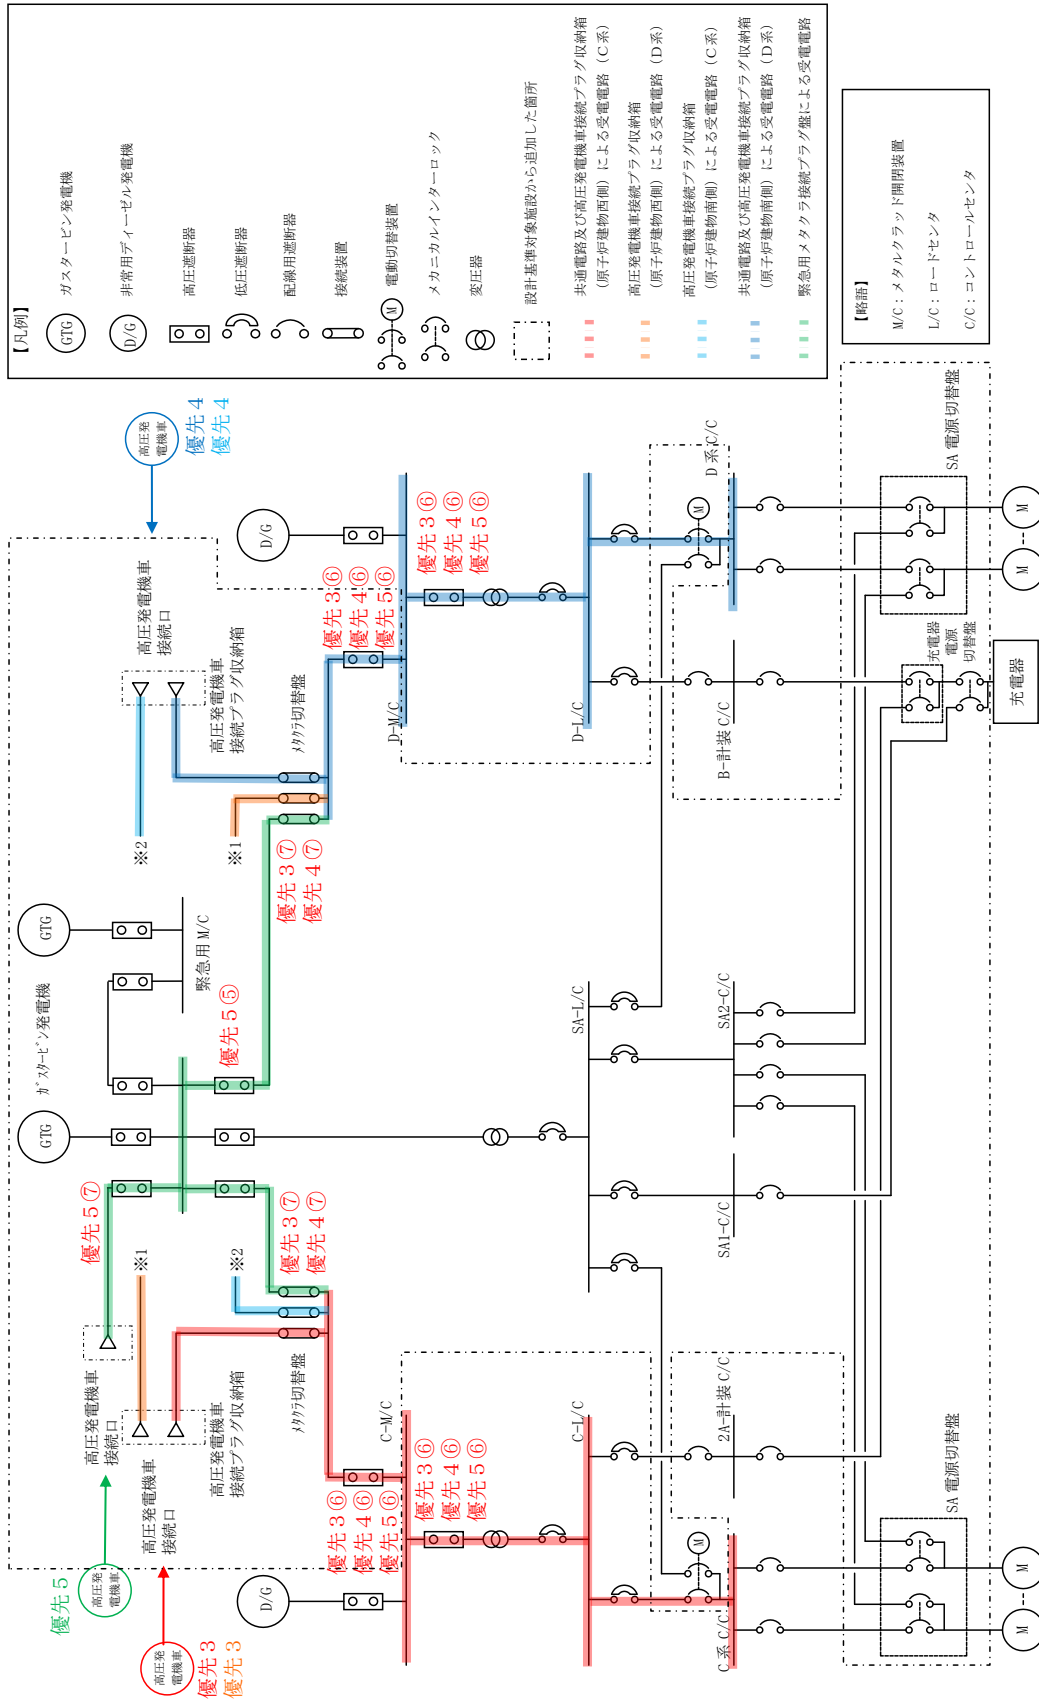 【凡例】
GTG
ガスタービン発電機
D/G
非常用ディーゼル発電機
高圧遮断器
低圧遮断器
配線用遮断器
接続装置
M
電動切替装置
メカニカルインターロック
変圧器
設計基準対象施設から追加した箇所
共通電路及び高圧発電機車接続プラグ収納箱
(原子炉建物西側)による受電電路(C系)
高圧発電機車接続プラグ収納箱
(原子炉建物西側)による受電電路(D系)
高圧発電機車接続プラグ収納箱
(原子炉建物南側)による受電電路(C系)
共通電路及び高圧発電機車接続プラグ収納箱
(原子炉建物南側)による受電電路(D系)
緊急用メタクラ接続プラグ盤による受電電路
【略語】
M/C:メタルクラッド開閉装置
L/C:ロードセンタ
C/C:コントロールセンタ
優先5
高圧発
電機車
高圧発
電機車
優先3
優先3
高圧発電機車
接続口
高圧発電機車
接続口
高圧発電機車
接続プラグ収納箱
優先5⑦
※1
※2
ﾒﾀｸﾗ切替盤
優先3⑦
優先4⑦
GTG
ｶﾞｽﾀｰﾋﾞﾝ発電機
GTG
緊急用M/C
優先5⑤
優先3⑦
優先4⑦
※2
※1
高圧発電機車
接続口
高圧発電機車
接続プラグ収納箱
ﾒﾀｸﾗ切替盤
高圧発
電機車
優先4
優先4
D/G
優先3⑥
優先4⑥
優先5⑥
C-M/C
優先3⑥
優先4⑥
優先5⑥
D/G
優先3⑥
優先4⑥
優先5⑥
D-M/C
優先3⑥
優先4⑥
優先5⑥
C-L/C
SA-L/C
D-L/C
M
C系C/C
2A-計装C/C
SA1-C/C
SA2-C/C
B-計装C/C
M
D系C/C
SA電源切替盤
M
M
充電器
電源
切替盤
充電器
SA電源切替盤
M
M